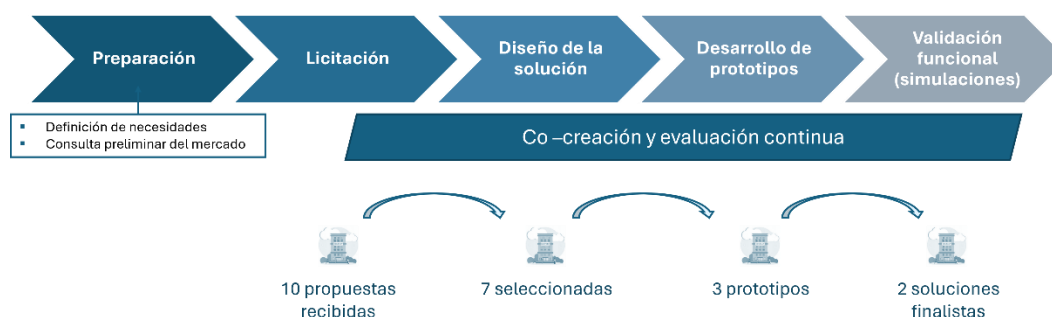 Preparación
Licitación
Diseño de la
solución
Desarrollo de
prototipos
Validación
funcional
(simulaciones)
▪ Definición de necesidades
▪ Consulta preliminar del mercado
Co –creación y evaluación continua
10 propuestas
recibidas
7 seleccionadas
3 prototipos
2 soluciones
finalistas